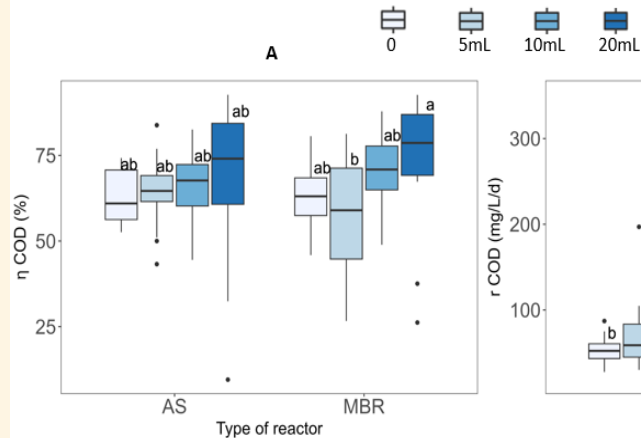 0 5mL 10mL 20mL
A
η COD (%)
75
50
25
ab ab ab ab
ab b ab a
AS MBR
Type of reactor
r COD (mg/L/d)
300
200
100
b